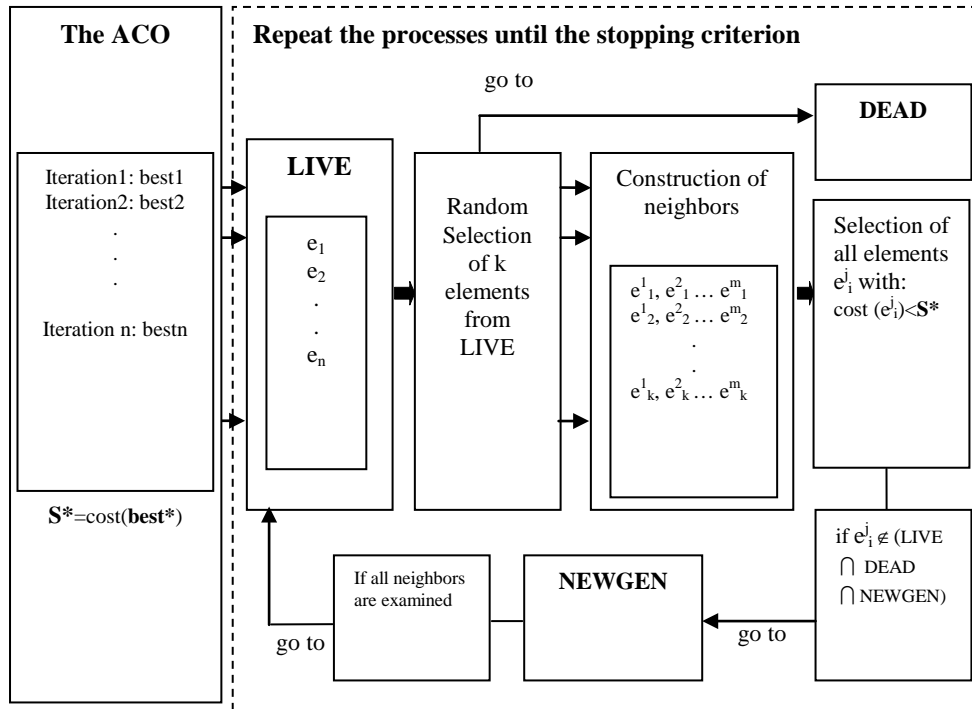 The ACO
Iteration1: best1
Iteration2: best2
.
.
.
Iteration n: bestn
S*=cost(best*)
Repeat the processes until the stopping criterion
go to
DEAD
LIVE
e₁
e₂
.
.
eₙ
Random
Selection
of k
elements
from
LIVE
Construction of
neighbors
e¹₁, e²₁ … eᵐ₁
e¹₂, e²₂ … eᵐ₂
.
.
e¹ₖ, e²ₖ … eᵐₖ
Selection of
all elements
eʲᵢ with:
cost (eʲᵢ)<S*
if eʲᵢ ∉ (LIVE
⋂ DEAD
⋂ NEWGEN)
go to
NEWGEN
If all neighbors
are examined
go to